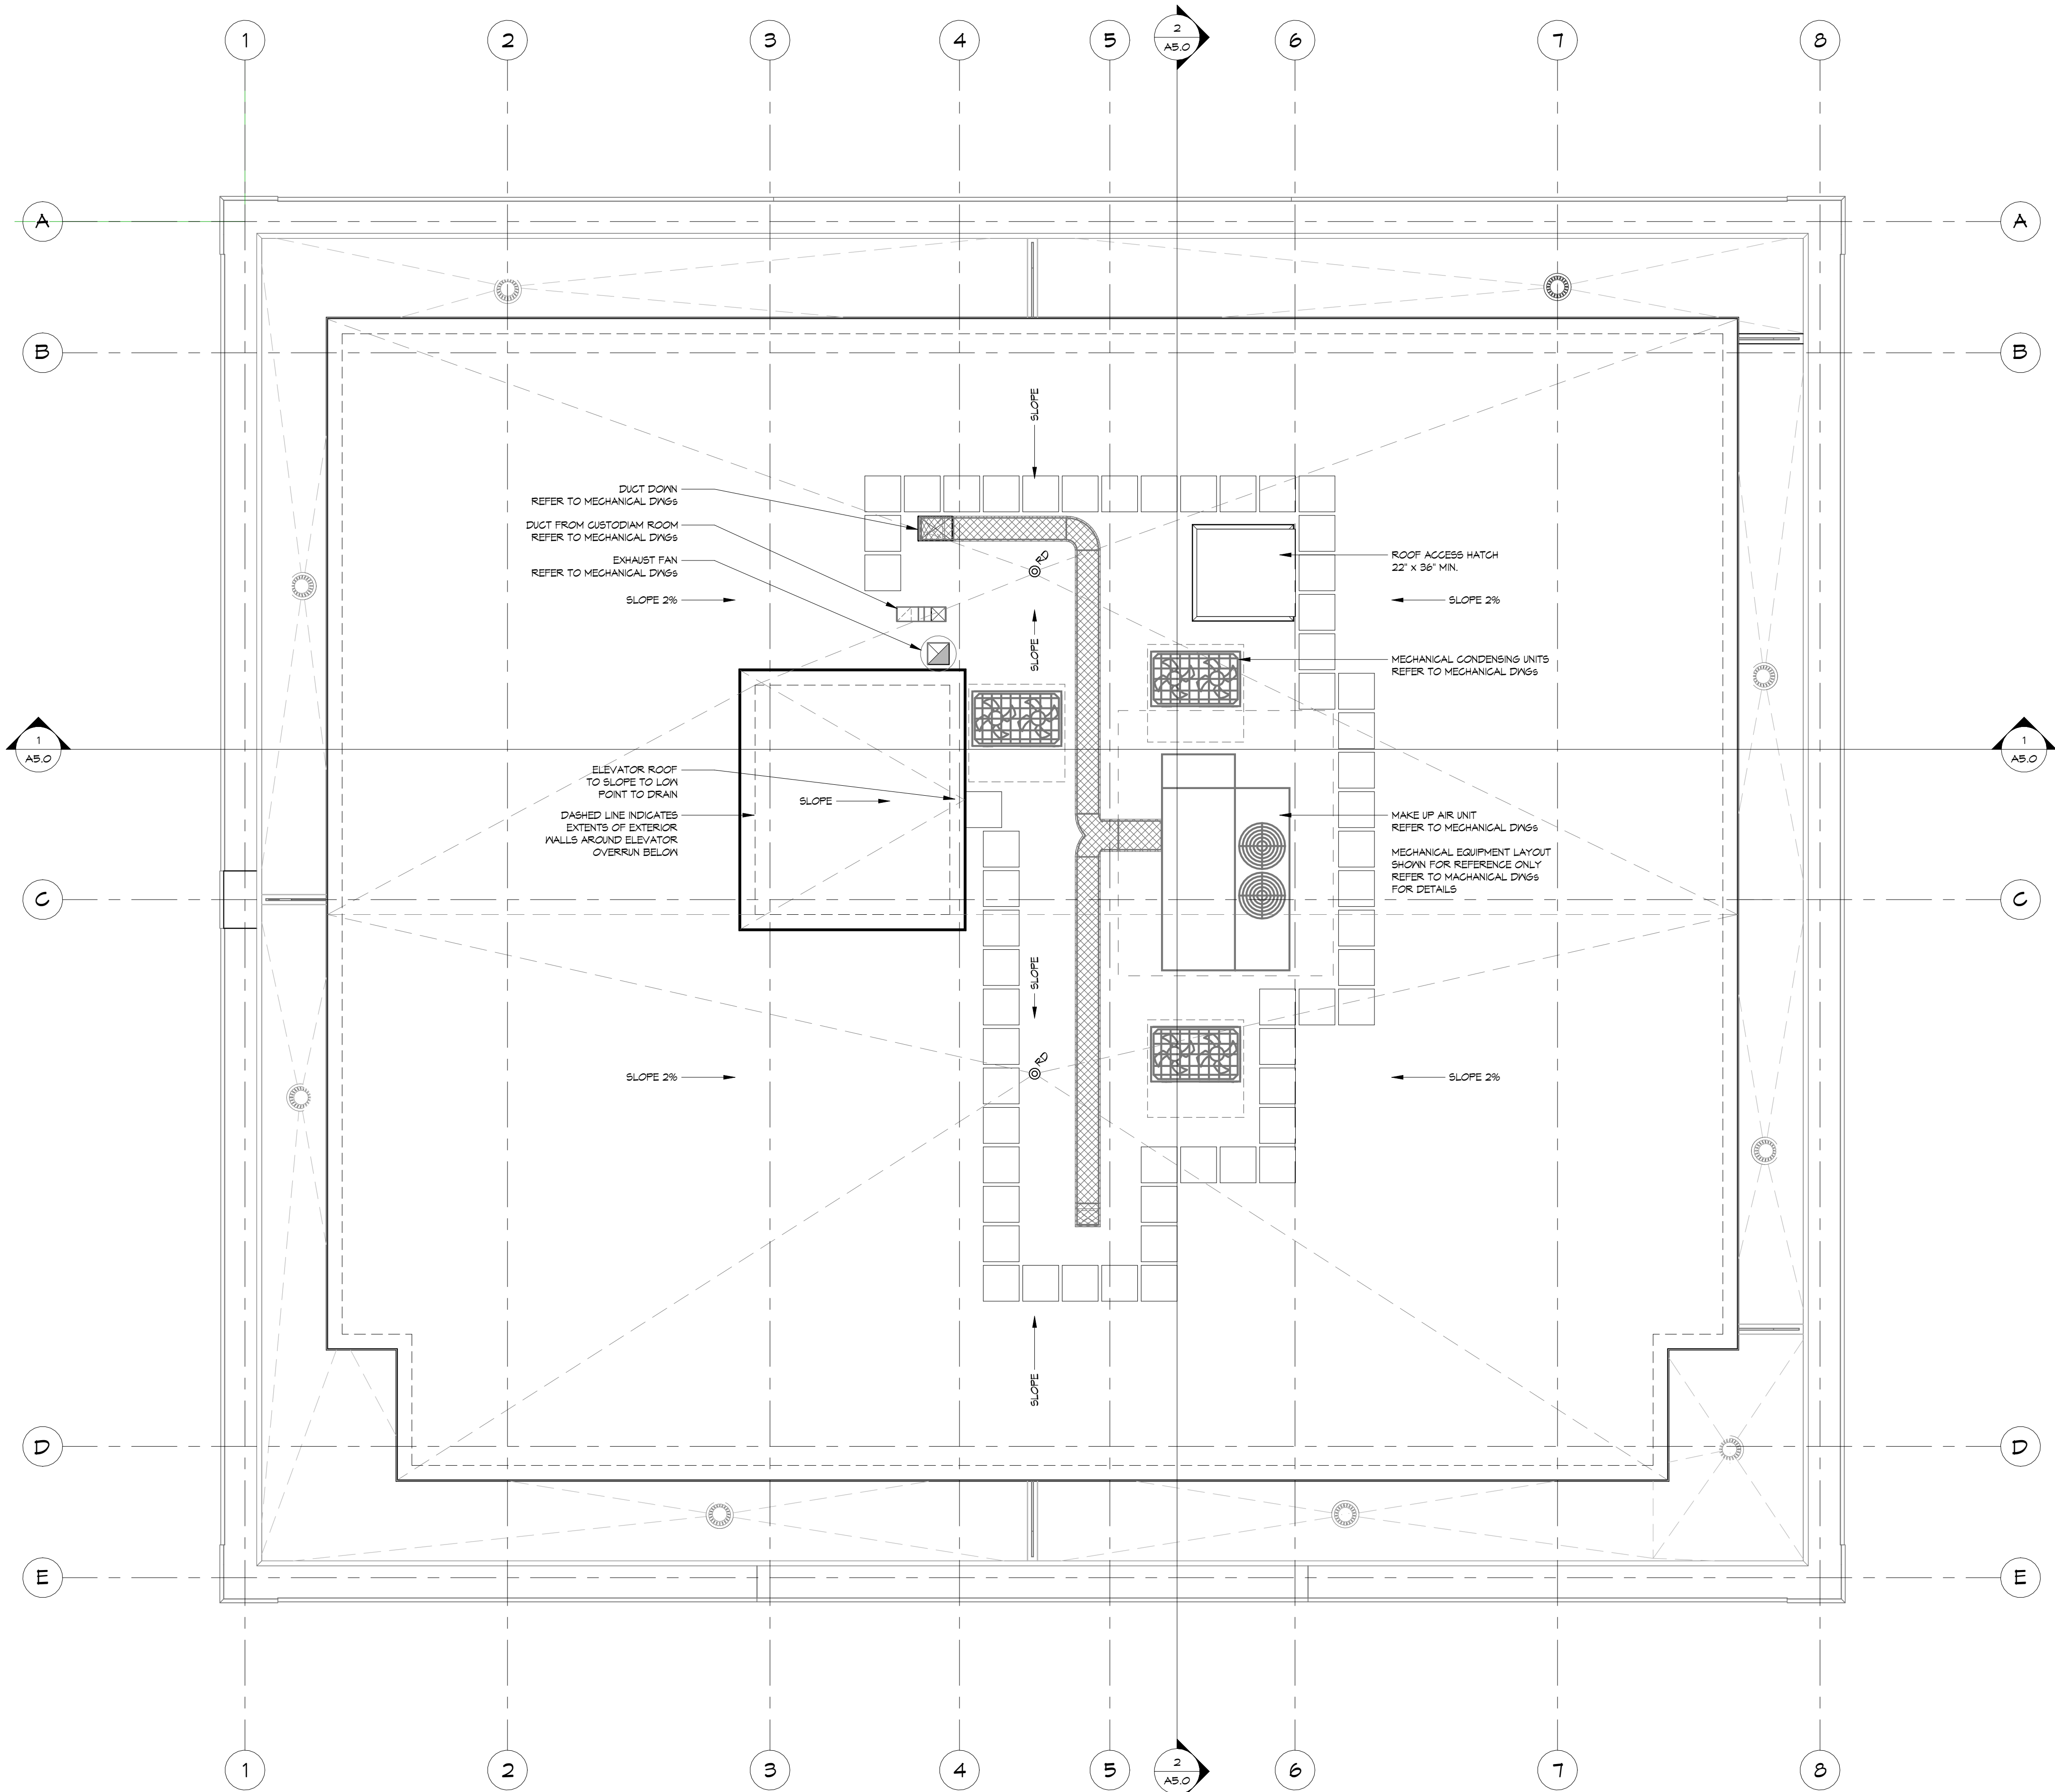 1
2
3
4
5
2
A5.0
6
7
8
A
A
B
B
SLOPE
DUCT DOWN
REFER TO MECHANICAL DWGs
DUCT FROM CUSTODIAM ROOM
REFER TO MECHANICAL DWGs
EXHAUST FAN
REFER TO MECHANICAL DWGs
SLOPE 2%
RD
ROOF ACCESS HATCH
22" x 36" MIN.
SLOPE 2%
SLOPE
MECHANICAL CONDENSING UNITS
REFER TO MECHANICAL DWGs
1
A5.0
1
A5.0
ELEVATOR ROOF
TO SLOPE TO LOW
POINT TO DRAIN
SLOPE
DASHED LINE INDICATES
EXTENTS OF EXTERIOR
WALLS AROUND ELEVATOR
OVERRUN BELOW
MAKE UP AIR UNIT
REFER TO MECHANICAL DWGs
MECHANICAL EQUIPMENT LAYOUT
SHOWN FOR REFERENCE ONLY
REFER TO MACHANICAL DWGs
FOR DETAILS
C
C
SLOPE
RD
SLOPE 2%
SLOPE 2%
SLOPE
D
D
E
E
1
2
3
4
5
2
A5.0
6
7
8